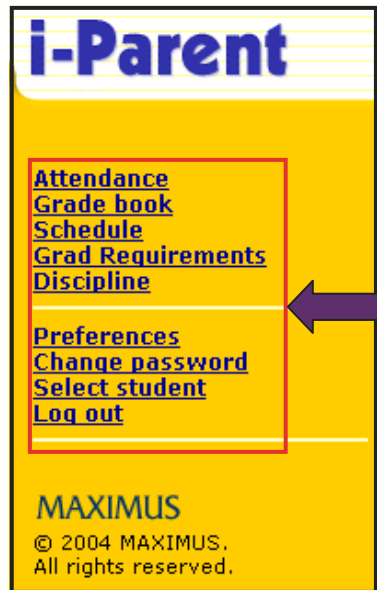 i-Parent
Attendance
Grade book
Schedule
Grad Requirements
Discipline
Preferences
Change password
Select student
Log out
MAXIMUS
© 2004 MAXIMUS.
All rights reserved.